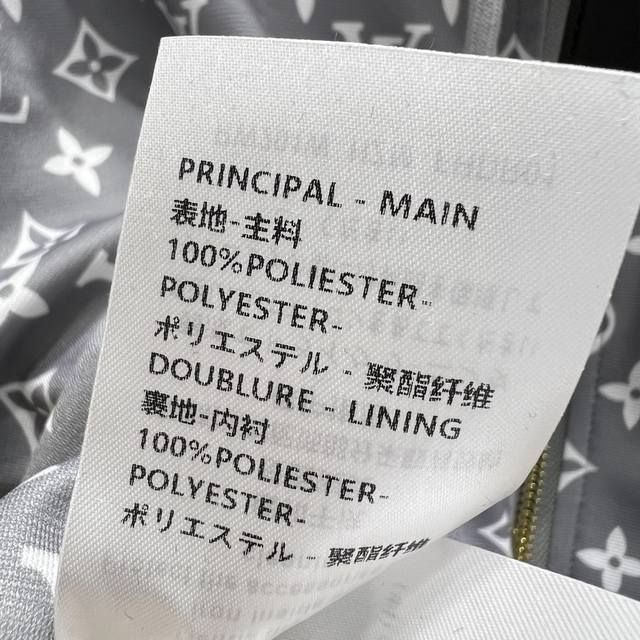 PRINCIPAL - MAIN
表地-主料
100%POLIESTER-
POLYESTER-
ポリエステル - 聚酯纤维
DOUBLURE - LINING
裏地-内衬
100%POLIESTER-
POLYESTER-
ポリエステル - 聚酯纤维